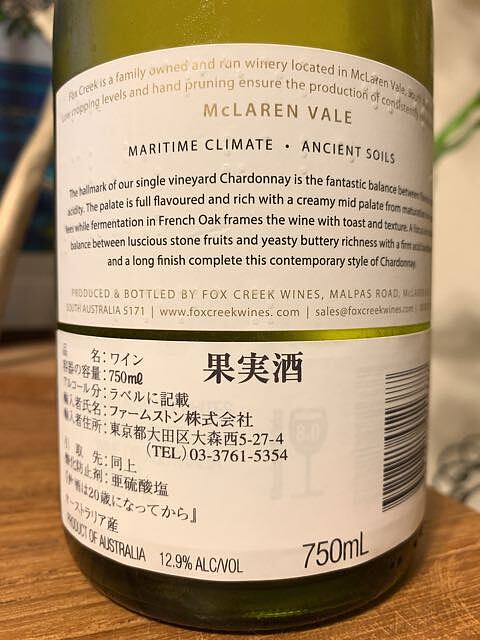 Fox Creek is a family owned and run winery located in McLaren Vale,
Low cropping levels and hand pruning ensure the production of consistently
McLAREN VALE
MARITIME CLIMATE • ANCIENT SOILS
The hallmark of our single vineyard Chardonnay is the fantastic balance between
acidity. The palate is full flavoured and rich with a creamy mid palate from maturation
lees while fermentation in French Oak frames the wine with toast and texture. A
balance between luscious stone fruits and yeasty buttery richness with a firm acid
and a long finish complete this contemporary style of Chardonnay.
PRODUCED & BOTTLED BY FOX CREEK WINES, MALPAS ROAD, McLAREN
SOUTH AUSTRALIA 5171 | www.foxcreekwines.com | sales@foxcreekwines.com |
果実酒
品名:ワイン
容器の容量:750mℓ
アルコール分:ラベルに記載
輸入者氏名:ファームストン株式会社
輸入者住所:東京都大田区大森西5-27-4
(TEL)03-3761-5354
引取先:同上
酸化防止剤:亜硫酸塩
『お酒は20歳になってから』
オーストラリア産
PRODUCT OF AUSTRALIA 12.9% ALC/VOL 750mL
8.0